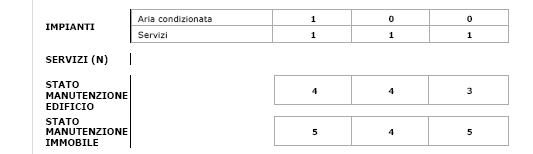 IMPIANTI
Aria condizionata 1 0 0
Servizi 1 1 1
SERVIZI (N)
STATO
MANUTENZIONE
EDIFICIO
4 4 3
STATO
MANUTENZIONE
IMMOBILE
5 4 5